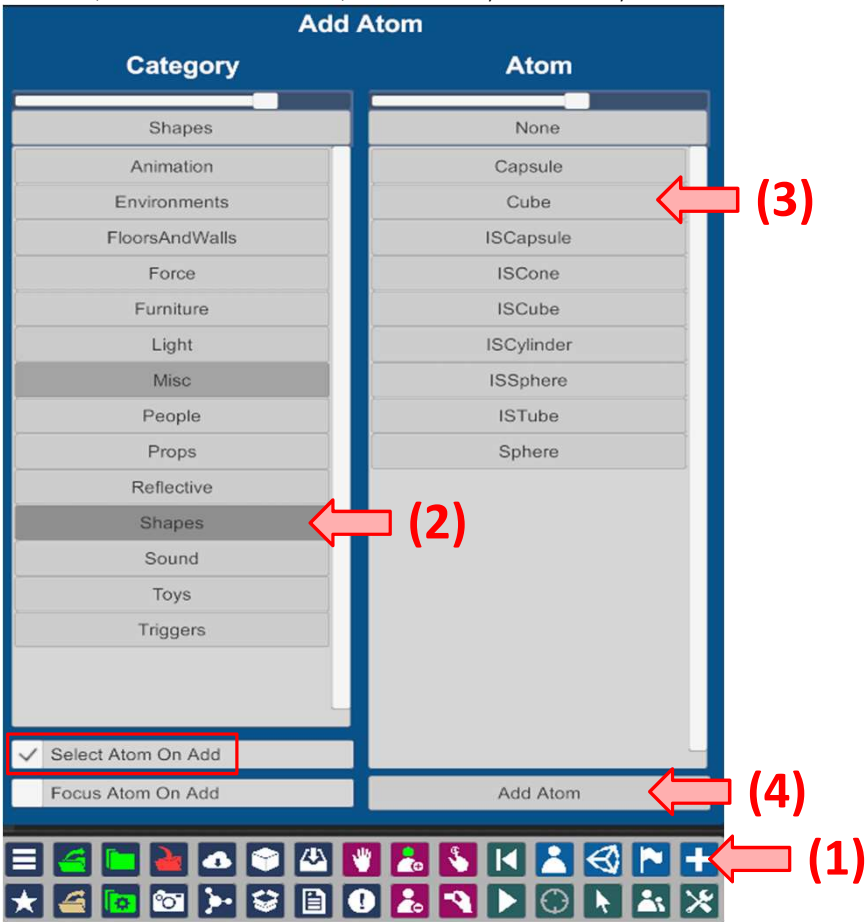 Add Atom
Category
Atom
Shapes
None
Animation
Capsule
Environments
Cube
(3)
FloorsAndWalls
ISCapsule
Force
ISCone
Furniture
ISCube
Light
ISCylinder
Misc
ISSphere
People
ISTube
Props
Sphere
Reflective
Shapes
(2)
Sound
Toys
Triggers
Select Atom On Add
Focus Atom On Add
Add Atom
(4)
(1)